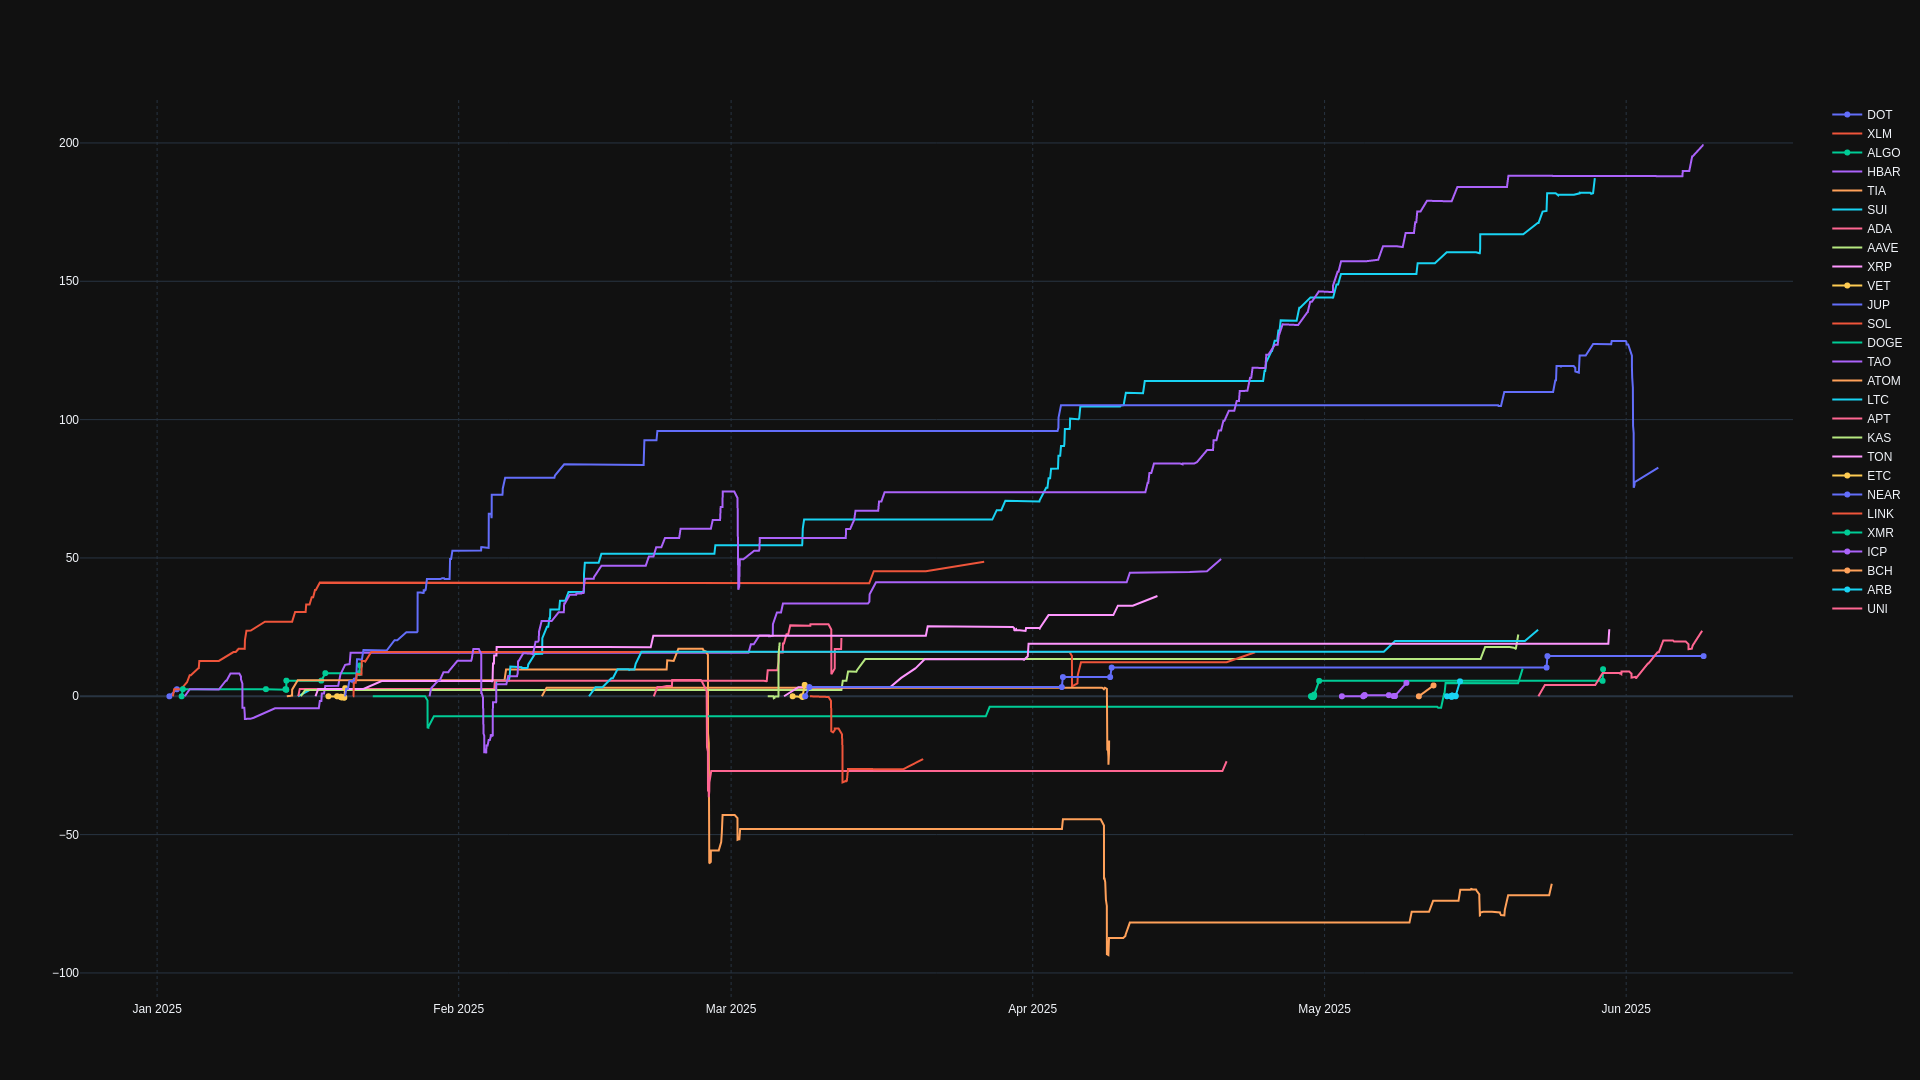 200
150
100
50
0
−50
−100
Jan 2025
Feb 2025
Mar 2025
Apr 2025
May 2025
Jun 2025
DOT
XLM
ALGO
HBAR
TIA
SUI
ADA
AAVE
XRP
VET
JUP
SOL
DOGE
TAO
ATOM
LTC
APT
KAS
TON
ETC
NEAR
LINK
XMR
ICP
BCH
ARB
UNI